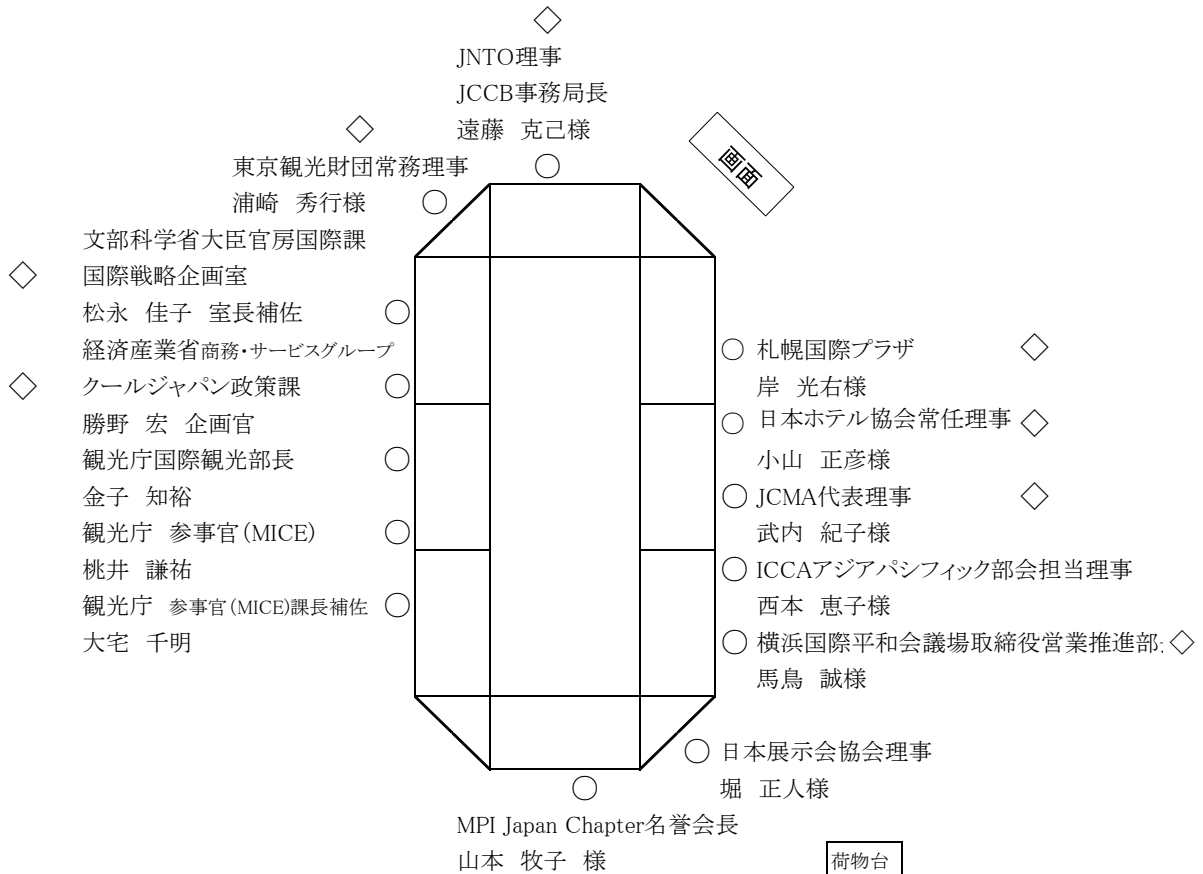 ◇
JNTO理事
JCCB事務局長
遠藤　克己様
○
画面
◇
東京観光財団常務理事
浦崎　秀行様　○
文部科学省大臣官房国際課
◇　国際戦略企画室
松永　佳子　室長補佐　○
経済産業省商務・サービスグループ
◇　クールジャパン政策課　○
勝野　宏　企画官
観光庁国際観光部長　○
金子　知裕
観光庁　参事官(MICE)　○
桃井　謙祐
観光庁　参事官(MICE)課長補佐　○
大宅　千明
○ 札幌国際プラザ　◇
岸　光右様
○ 日本ホテル協会常任理事 ◇
小山　正彦様
○ JCMA代表理事　◇
武内　紀子様
○ ICCAアジアパシフィック部会担当理事
西本　恵子様
○ 横浜国際平和会議場取締役営業推進部 ◇
馬鳥　誠様
○ 日本展示会協会理事
堀　正人様
○
MPI Japan Chapter名誉会長
山本　牧子　様
荷物台